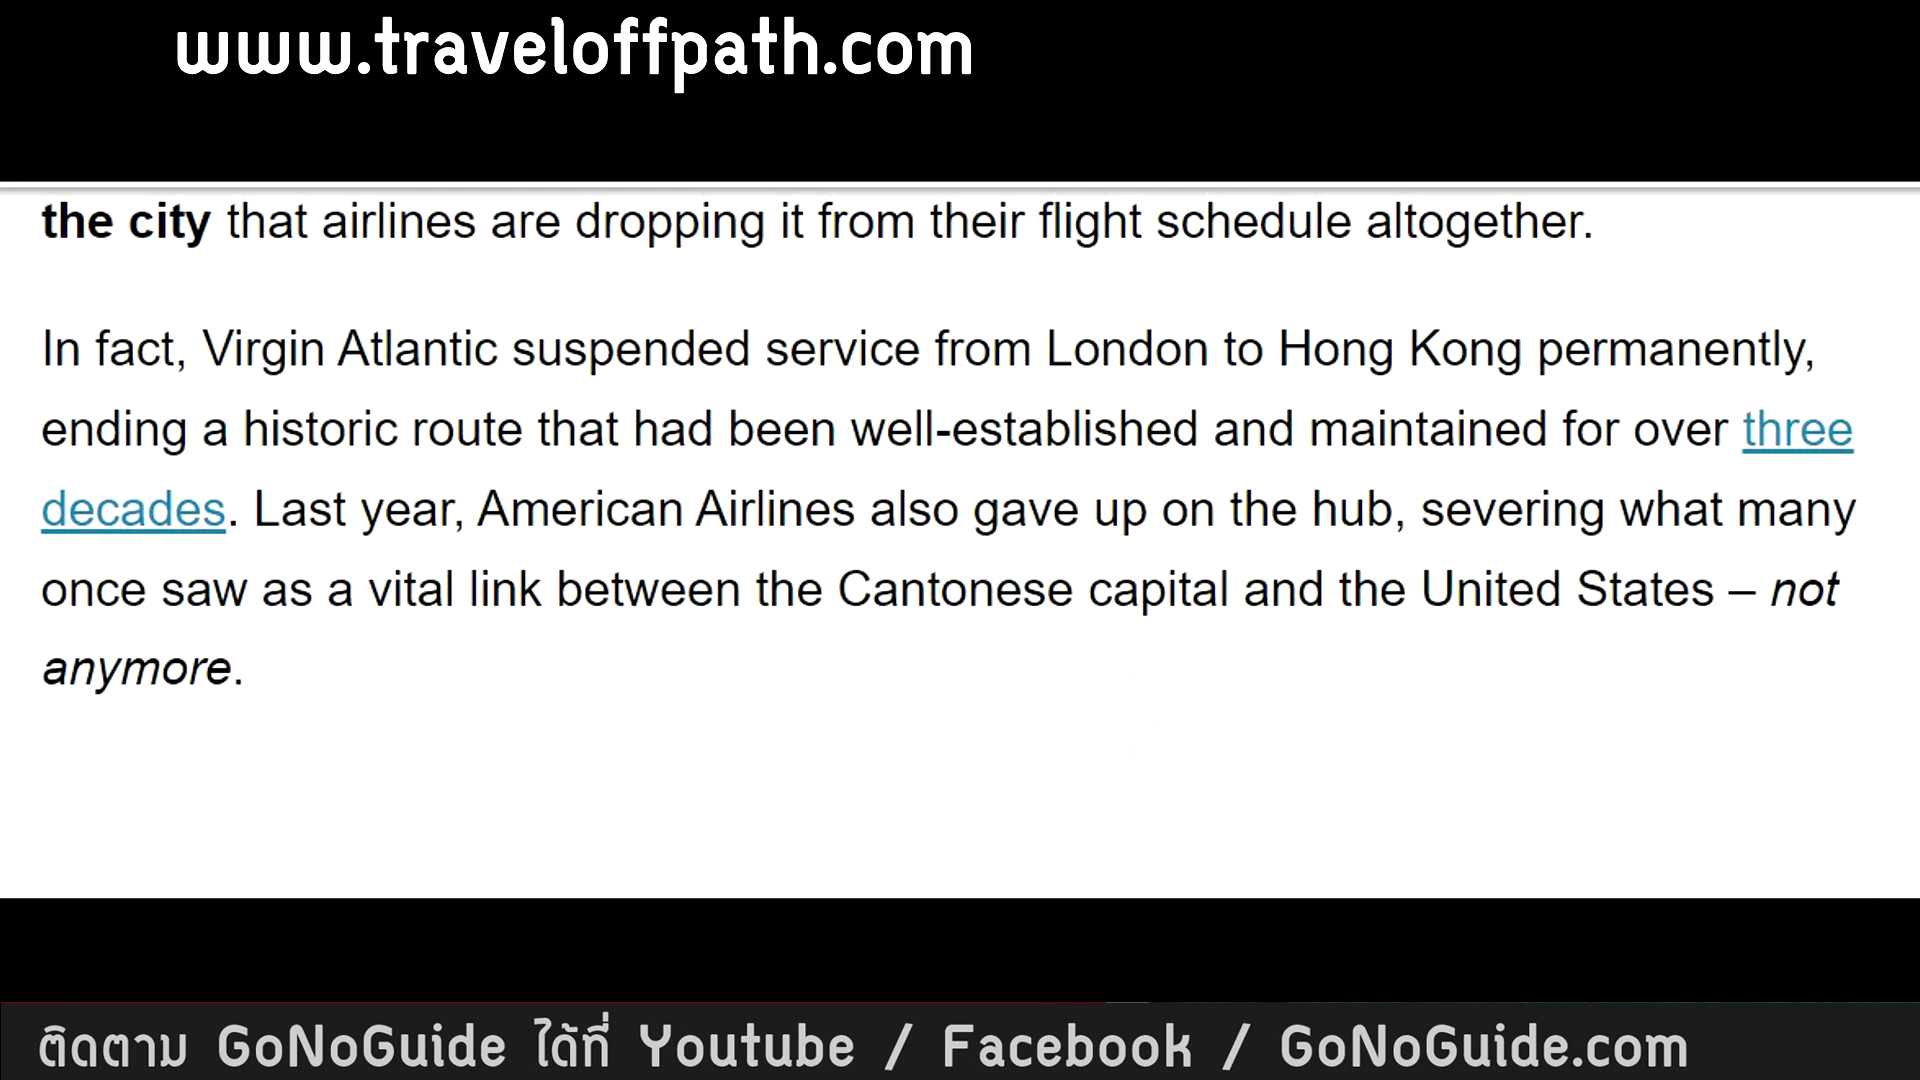 www.traveloffpath.com
the city that airlines are dropping it from their flight schedule altogether.
In fact, Virgin Atlantic suspended service from London to Hong Kong permanently,
ending a historic route that had been well-established and maintained for over three
decades. Last year, American Airlines also gave up on the hub, severing what many
once saw as a vital link between the Cantonese capital and the United States – not
anymore.
ติดตาม GoNoGuide ได้ที่ Youtube / Facebook / GoNoGuide.com